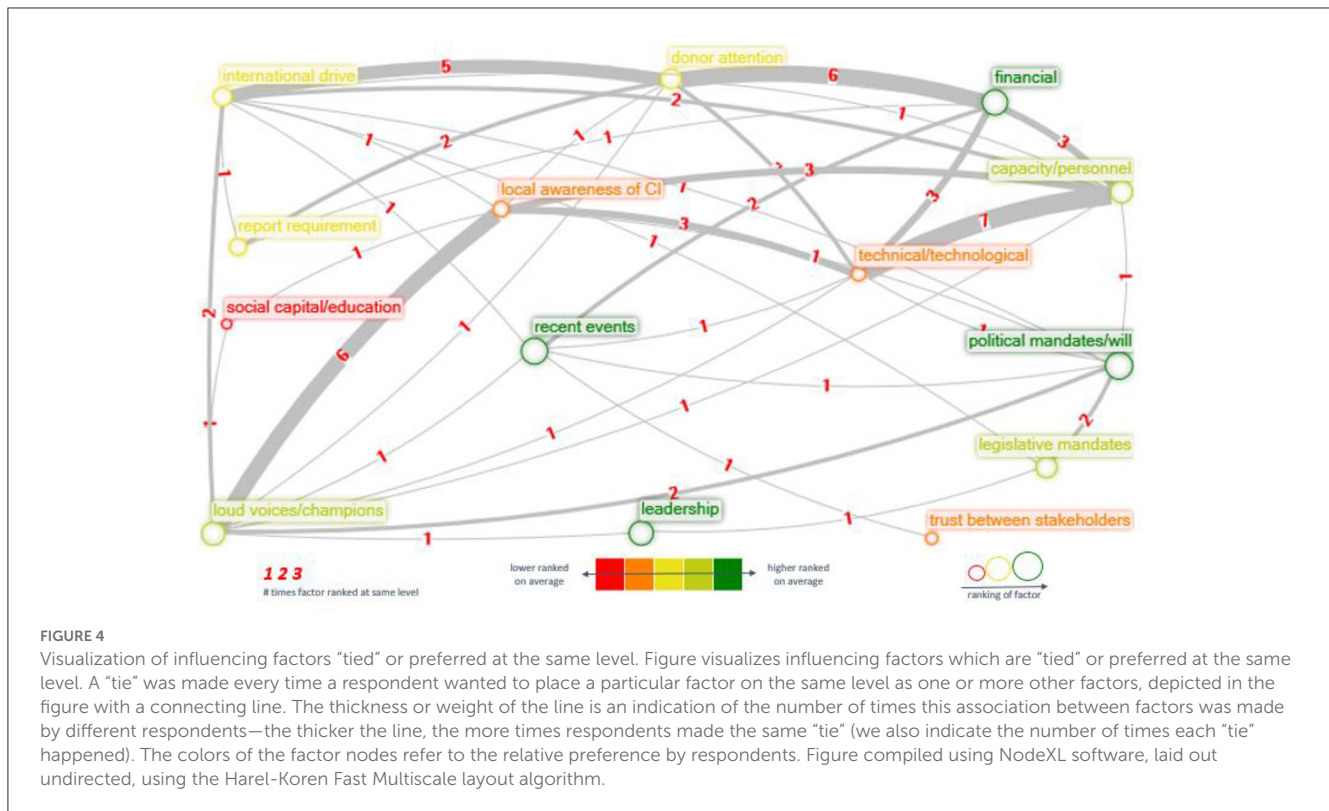 donor attention
international drive
5
6
financial
2
1
3
1
2
1
1
3
capacity/personnel
1
local awareness of CI
1
2
3
7
report requirement
1
3
1
1
technical/technological
1
social capital/education
2
recent events
1
1
1
political mandates/will
6
1
1
1
2
1
1
legislative mandates
1
loud voices/champions
2
leadership
1
1
trust between stakeholders
1 2 3
# times factor ranked at same level
lower ranked
on average
higher ranked
on average
ranking of factor
FIGURE 4
Visualization of influencing factors “tied” or preferred at the same level. Figure visualizes influencing factors which are “tied” or preferred at the same
level. A “tie” was made every time a respondent wanted to place a particular factor on the same level as one or more other factors, depicted in the
figure with a connecting line. The thickness or weight of the line is an indication of the number of times this association between factors was made
by different respondents—the thicker the line, the more times respondents made the same “tie” (we also indicate the number of times each “tie”
happened). The colors of the factor nodes refer to the relative preference by respondents. Figure compiled using NodeXL software, laid out
undirected, using the Harel-Koren Fast Multiscale layout algorithm.